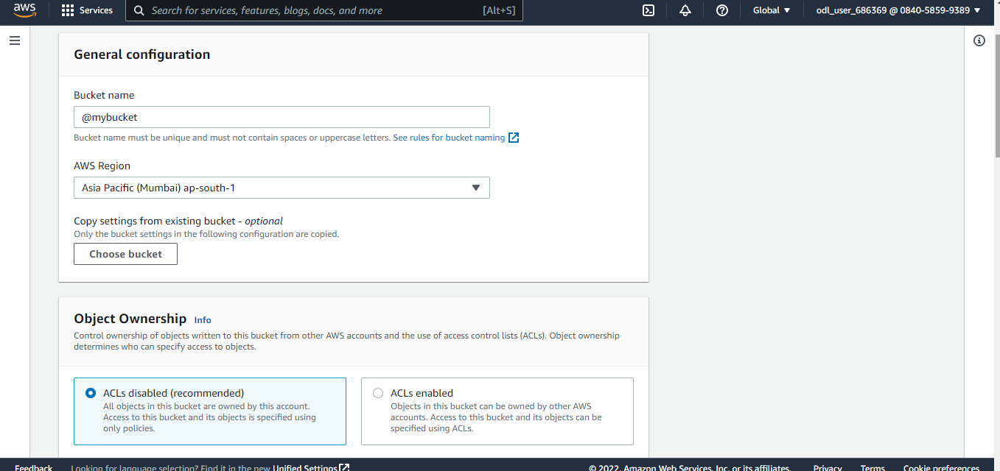 aws
Services
Search for services, features, blogs, docs, and more [Alt+S]
Global
odl_user_686369 @ 0840-5859-9389
General configuration
Bucket name
@mybucket
Bucket name must be unique and must not contain spaces or uppercase letters. See rules for bucket naming
AWS Region
Asia Pacific (Mumbai) ap-south-1
Copy settings from existing bucket - optional
Only the bucket settings in the following configuration are copied.
Choose bucket
Object Ownership Info
Control ownership of objects written to this bucket from other AWS accounts and the use of access control lists (ACLs). Object ownership
determines who can specify access to objects.
ACLs disabled (recommended)
All objects in this bucket are owned by this account.
Access to this bucket and its objects is specified using
only policies.
ACLs enabled
Objects in this bucket can be owned by other AWS
accounts. Access to this bucket and its objects can be
specified using ACLs.
Feedback Looking for language selection? Find it in the new Unified Settings © 2022, Amazon Web Services, Inc. or its affiliates. Privacy Terms Cookie preferences